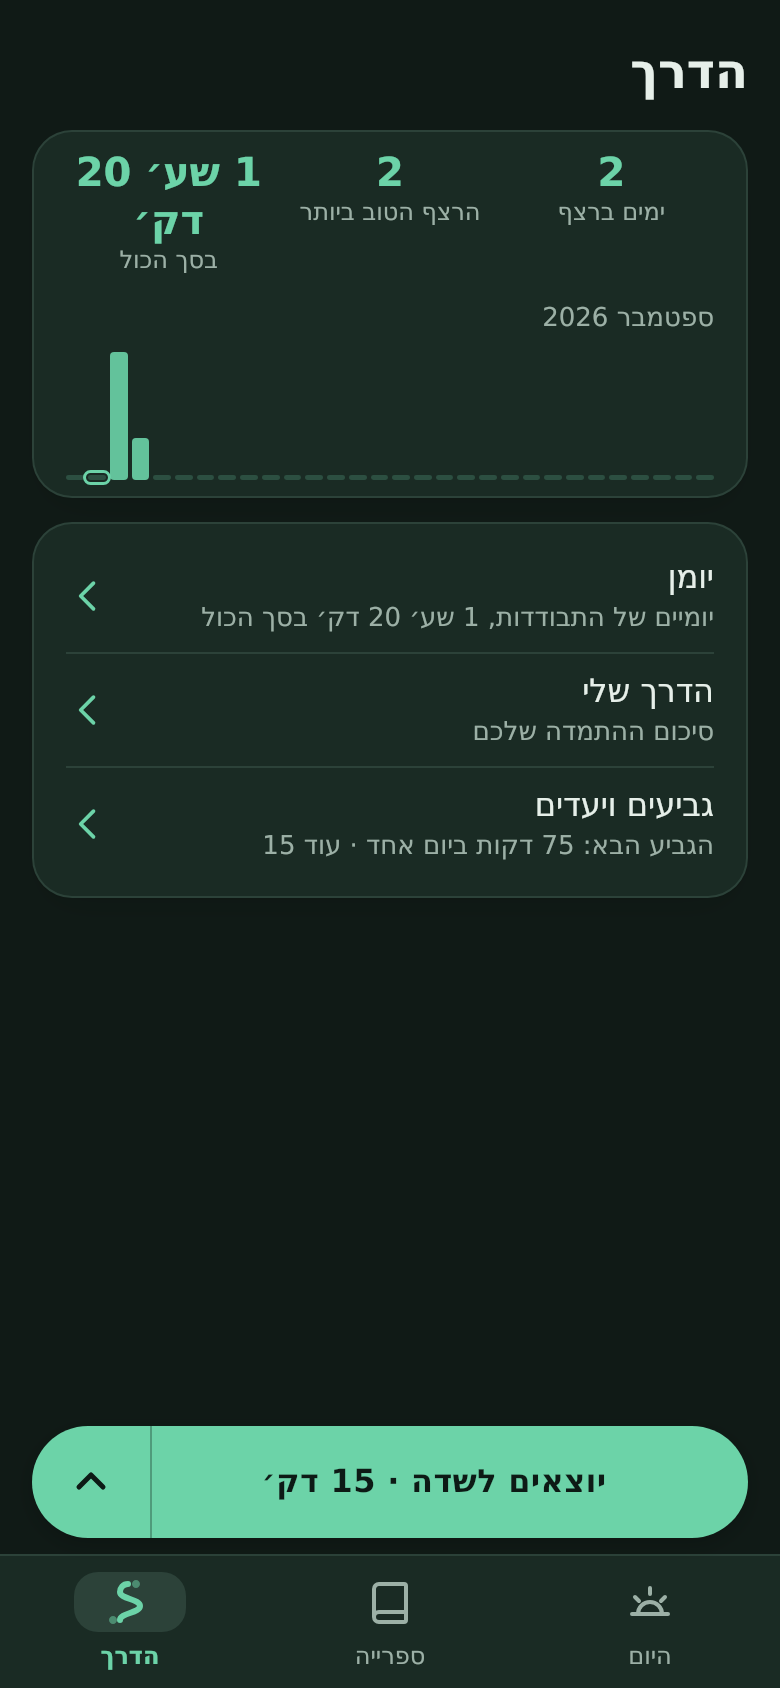 הדרך
2
ימים ברצף
2
הרצף הטוב ביותר
1 שע׳ 20
דק׳
בסך הכול
ספטמבר 2026
יומן
יומיים של התבודדות, 1 שע׳ 20 דק׳ בסך הכול
הדרך שלי
סיכום ההתמדה שלכם
גביעים ויעדים
הגביע הבא: 75 דקות ביום אחד · עוד 15
יוצאים לשדה · 15 דק׳
היום
ספרייה
הדרך